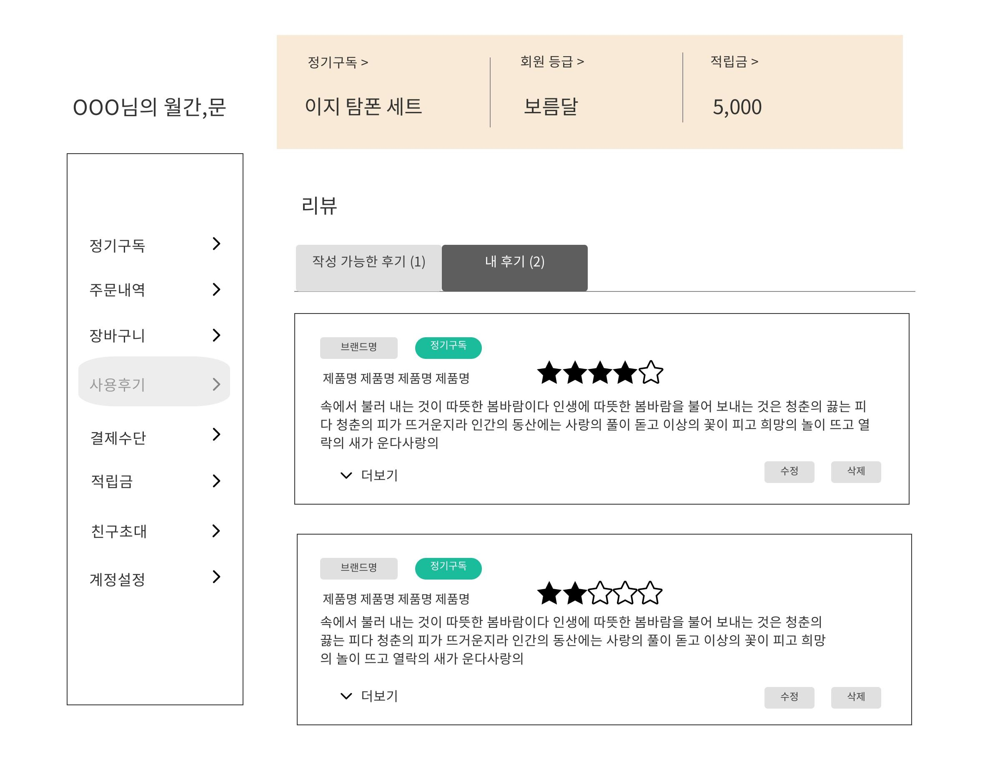 OOO님의 월간,문
정기구독 >
회원 등급 >
적립금 >
이지 탐폰 세트
보름달
5,000
정기구독
주문내역
장바구니
사용후기
결제수단
적립금
친구초대
계정설정
리뷰
작성 가능한 후기 (1)
내 후기 (2)
브랜드명
정기구독
제품명 제품명 제품명 제품명
속에서 불러 내는 것이 따뜻한 봄바람이다 인생에 따뜻한 봄바람을 불어 보내는 것은 청춘의 끓는 피
다 청춘의 피가 뜨거운지라 인간의 동산에는 사랑의 풀이 돋고 이상의 꽃이 피고 희망의 놀이 뜨고 열
락의 새가 운다사랑의
더보기
수정
삭제
브랜드명
정기구독
제품명 제품명 제품명 제품명
속에서 불러 내는 것이 따뜻한 봄바람이다 인생에 따뜻한 봄바람을 불어 보내는 것은 청춘의
끓는 피다 청춘의 피가 뜨거운지라 인간의 동산에는 사랑의 풀이 돋고 이상의 꽃이 피고 희망
의 놀이 뜨고 열락의 새가 운다사랑의
더보기
수정
삭제